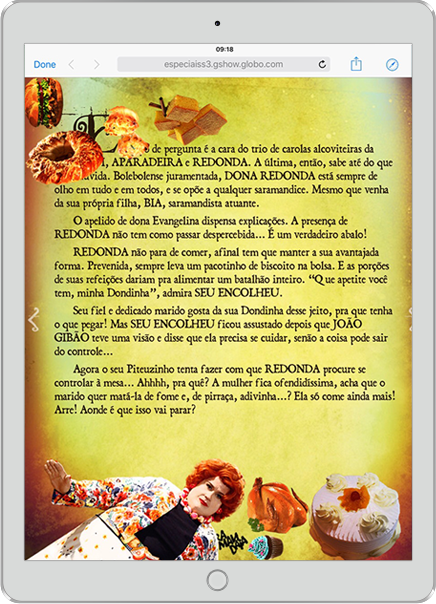 09:18
Done
especiaiss3.gshow.globo.com
de pergunta é a cara do trio de carolas alcoviteiras da
APARADEIRA e REDONDA. A última, então, sabe até do que
Bolebolense juramentada, DONA REDONDA está sempre de
olho em tudo e em todos, e se opõe a qualquer saramandice. Mesmo que venha
da sua própria filha, BIA, saramandista atuante.
O apelido de dona Evangelina dispensa explicações. A presença de
REDONDA não tem como passar despercebida... É um verdadeiro abalo!
REDONDA não para de comer, afinal tem que manter a sua avantajada
forma. Prevenida, sempre leva um pacotinho de biscoito na bolsa. E as porções
de suas refeições dariam pra alimentar um batalhão inteiro. “Que apetite você
tem, minha Dondinha”, admira SEU ENCOLHEU.
Seu fiel e dedicado marido gosta da sua Dondinha desse jeito, pra que tenha
o que pegar! Mas SEU ENCOLHEU ficou assustado depois que JOÃO
GIBÃO teve uma visão e disse que ela precisa se cuidar, senão a coisa pode sair
do controle...
Agora o seu Piteuzinho tenta fazer com que REDONDA procure se
controlar à mesa... Ahhhh, pra quê? A mulher fica ofendidíssima, acha que o
marido quer matá-la de fome e, de pirraça, adivinha...? Ela só come ainda mais!
Arre! Aonde é que isso vai parar?